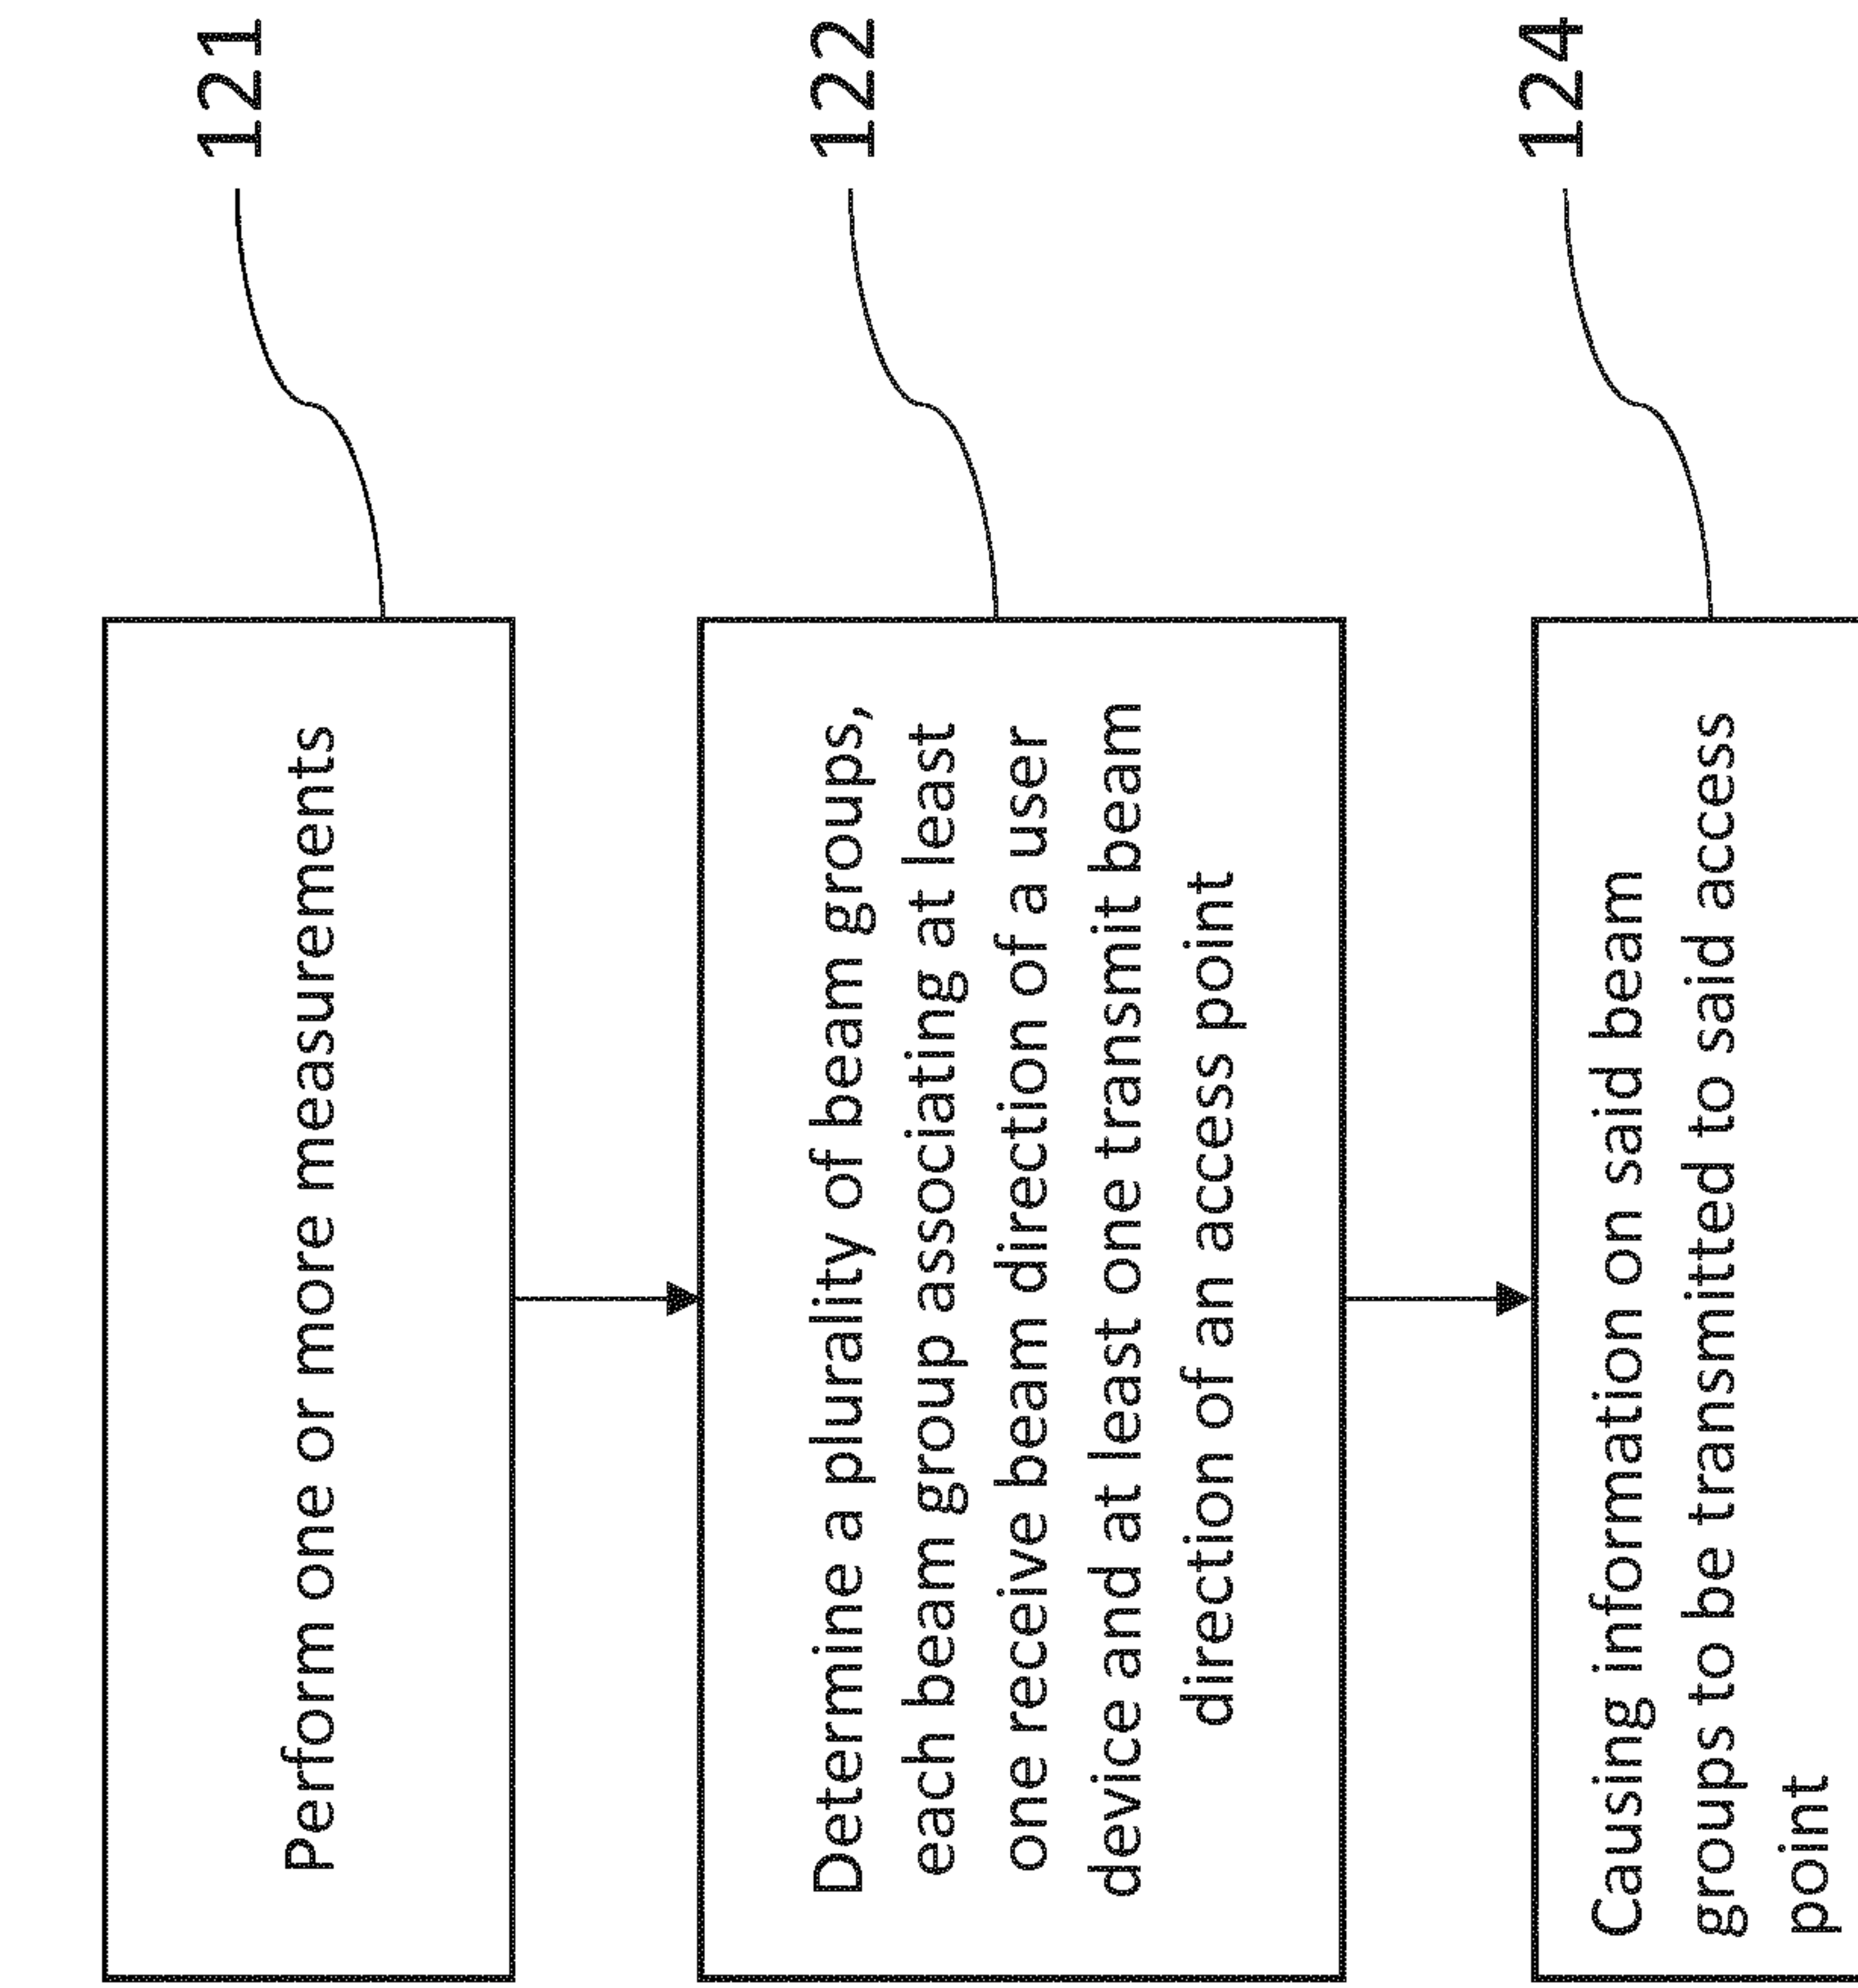 Perform one or more measurements
121
Determine a plurality of beam groups,
each beam group associating at least
one receive beam direction of a user
device and at least one transmit beam
direction of an access point
122
Causing information on said beam
groups to be transmitted to said access
point
124